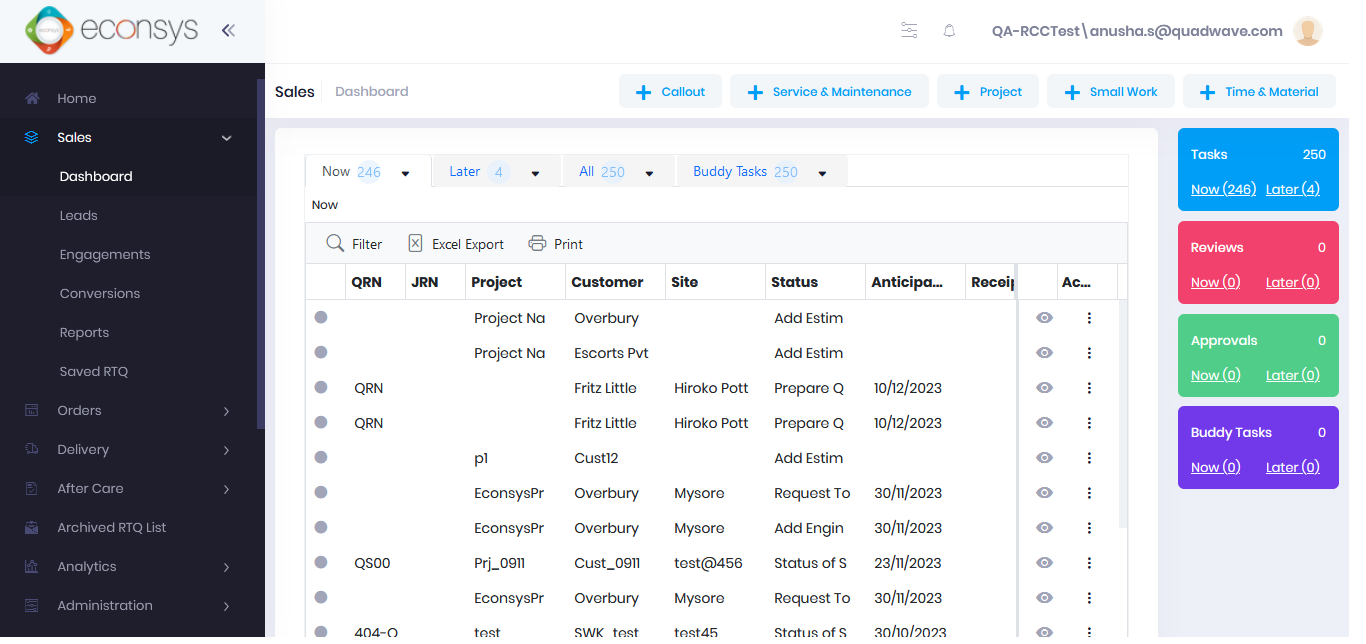 econsys
QA-RCCTest\anusha.s@quadwave.com
Home
Sales
Dashboard
Leads
Engagements
Conversions
Reports
Saved RTQ
Orders
Delivery
After Care
Archived RTQ List
Analytics
Administration
Sales Dashboard
Callout Service & Maintenance Project Small Work Time & Material
Now 246 Later 4 All 250 Buddy Tasks 250
Now
Filter Excel Export Print
QRN JRN Project Customer Site Status Anticipa... Receip Ac...
Project Na Overbury Add Estim
Project Na Escorts Pvt Add Estim
QRN Fritz Little Hiroko Pott Prepare Q 10/12/2023
QRN Fritz Little Hiroko Pott Prepare Q 10/12/2023
p1 Cust12 Add Estim
EconsysPr Overbury Mysore Request To 30/11/2023
EconsysPr Overbury Mysore Add Engin 30/11/2023
QS00 Prj_0911 Cust_0911 test@456 Status of S 23/11/2023
EconsysPr Overbury Mysore Request To 30/11/2023
404-Q test SWK_test test45 Status of S 30/10/2023
Tasks 250
Now (246) Later (4)
Reviews 0
Now (0) Later (0)
Approvals 0
Now (0) Later (0)
Buddy Tasks 0
Now (0) Later (0)